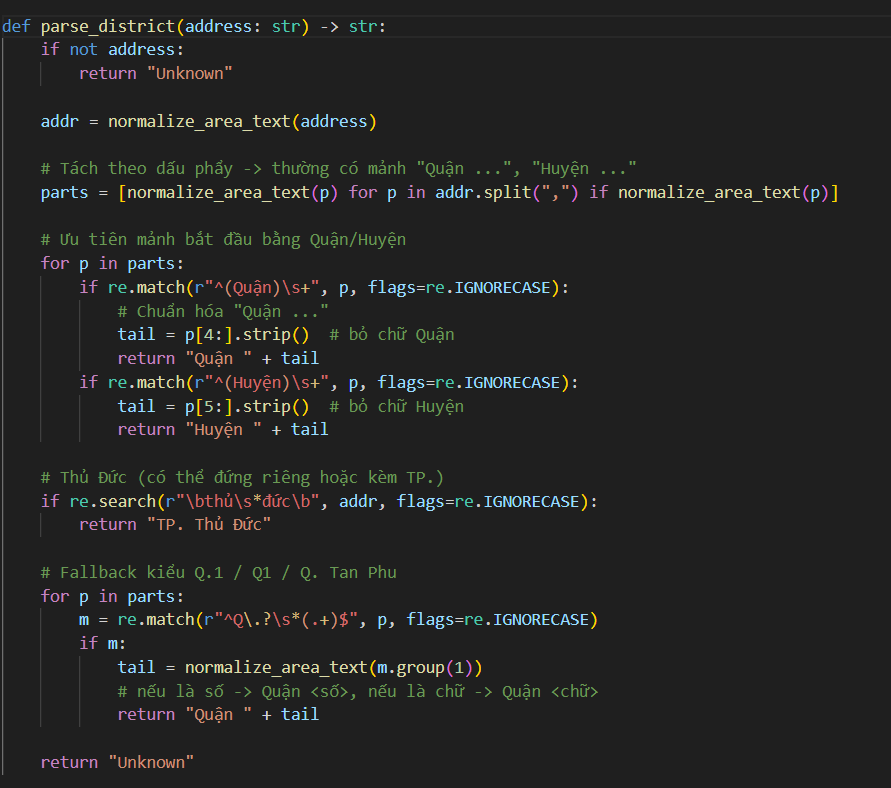 def parse_district(address: str) -> str:
    if not address:
        return "Unknown"

    addr = normalize_area_text(address)

    # Tách theo dấu phẩy -> thường có mảnh "Quận ...", "Huyện ..."
    parts = [normalize_area_text(p) for p in addr.split(",") if normalize_area_text(p)]

    # Ưu tiên mảnh bắt đầu bằng Quận/Huyện
    for p in parts:
        if re.match(r"^(Quận)\s+", p, flags=re.IGNORECASE):
            # Chuẩn hóa "Quận ..."
            tail = p[4:].strip()  # bỏ chữ Quận
            return "Quận " + tail
        if re.match(r"^(Huyện)\s+", p, flags=re.IGNORECASE):
            tail = p[5:].strip()  # bỏ chữ Huyện
            return "Huyện " + tail

    # Thủ Đức (có thể đứng riêng hoặc kèm TP.)
    if re.search(r"\bthủ\s*đức\b", addr, flags=re.IGNORECASE):
        return "TP. Thủ Đức"

    # Fallback kiểu Q.1 / Q1 / Q. Tan Phu
    for p in parts:
        m = re.match(r"^Q\.?\s*(.+)$", p, flags=re.IGNORECASE)
        if m:
            tail = normalize_area_text(m.group(1))
            # nếu là số -> Quận <số>, nếu là chữ -> Quận <chữ>
            return "Quận " + tail

    return "Unknown"